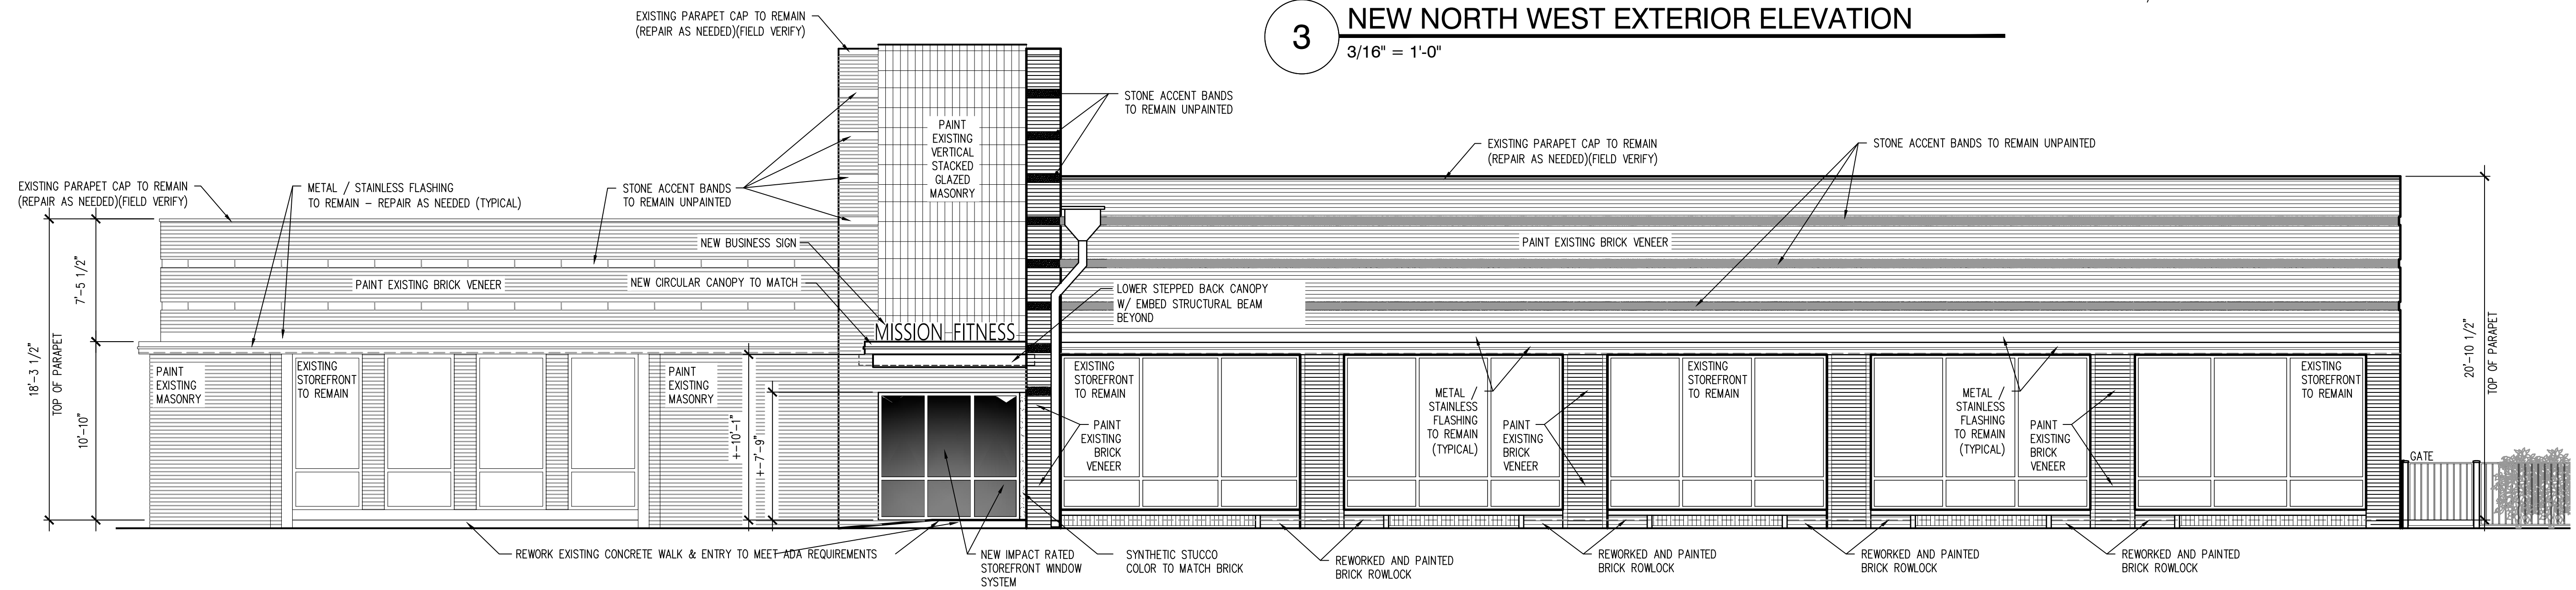 3
NEW NORTH WEST EXTERIOR ELEVATION
3/16" = 1'-0"
EXISTING PARAPET CAP TO REMAIN
(REPAIR AS NEEDED)(FIELD VERIFY)
STONE ACCENT BANDS
TO REMAIN UNPAINTED
PAINT
EXISTING
VERTICAL
STACKED
GLAZED
MASONRY
EXISTING PARAPET CAP TO REMAIN
(REPAIR AS NEEDED)(FIELD VERIFY)
STONE ACCENT BANDS TO REMAIN UNPAINTED
EXISTING PARAPET CAP TO REMAIN
(REPAIR AS NEEDED)(FIELD VERIFY)
METAL / STAINLESS FLASHING
TO REMAIN - REPAIR AS NEEDED (TYPICAL)
STONE ACCENT BANDS
TO REMAIN UNPAINTED
NEW BUSINESS SIGN
PAINT EXISTING BRICK VENEER
PAINT EXISTING BRICK VENEER
NEW CIRCULAR CANOPY TO MATCH
LOWER STEPPED BACK CANOPY
W/ EMBED STRUCTURAL BEAM
BEYOND
MISSION FITNESS
18'-3 1/2"
TOP OF PARAPET
7'-5 1/2"
10'-10"
20'-10 1/2"
TOP OF PARAPET
PAINT
EXISTING
MASONRY
EXISTING
STOREFRONT
TO REMAIN
PAINT
EXISTING
MASONRY
+-10'-1"
+-7'-9"
EXISTING
STOREFRONT
TO REMAIN
PAINT
EXISTING
BRICK
VENEER
METAL /
STAINLESS
FLASHING
TO REMAIN
(TYPICAL)
PAINT
EXISTING
BRICK
VENEER
EXISTING
STOREFRONT
TO REMAIN
METAL /
STAINLESS
FLASHING
TO REMAIN
(TYPICAL)
PAINT
EXISTING
BRICK
VENEER
EXISTING
STOREFRONT
TO REMAIN
GATE
REWORK EXISTING CONCRETE WALK & ENTRY TO MEET ADA REQUIREMENTS
NEW IMPACT RATED
STOREFRONT WINDOW
SYSTEM
SYNTHETIC STUCCO
COLOR TO MATCH BRICK
REWORKED AND PAINTED
BRICK ROWLOCK
REWORKED AND PAINTED
BRICK ROWLOCK
REWORKED AND PAINTED
BRICK ROWLOCK
REWORKED AND PAINTED
BRICK ROWLOCK